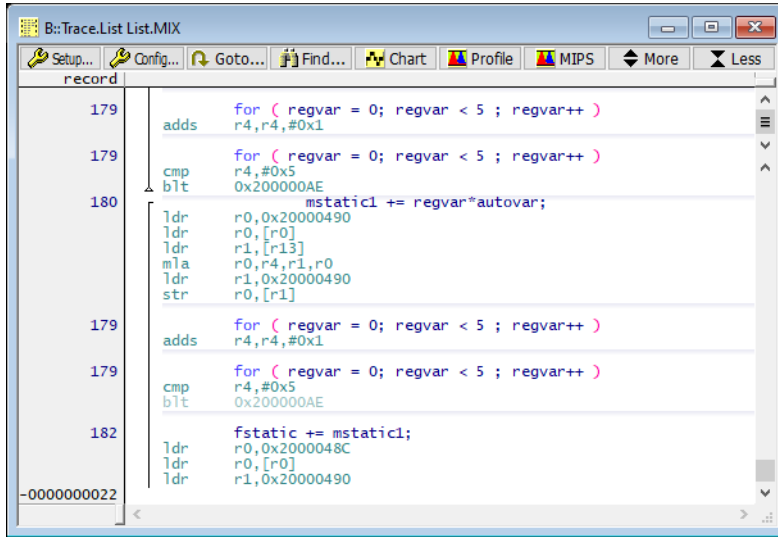 B::Trace.List List.MIX
Setup... Config... Goto... Find... Chart Profile MIPS More Less
record
179 for ( regvar = 0; regvar < 5 ; regvar++ )
adds r4,r4,#0x1
179 for ( regvar = 0; regvar < 5 ; regvar++ )
cmp r4,#0x5
blt 0x200000AE
180 mstatic1 += regvar*autovar;
ldr r0,0x20000490
ldr r0,[r0]
ldr r1,[r13]
mla r0,r4,r1,r0
ldr r1,0x20000490
str r0,[r1]
179 for ( regvar = 0; regvar < 5 ; regvar++ )
adds r4,r4,#0x1
179 for ( regvar = 0; regvar < 5 ; regvar++ )
cmp r4,#0x5
blt 0x200000AE
182 fstatic += mstatic1;
ldr r0,0x2000048C
ldr r0,[r0]
ldr r1,0x20000490
-0000000022